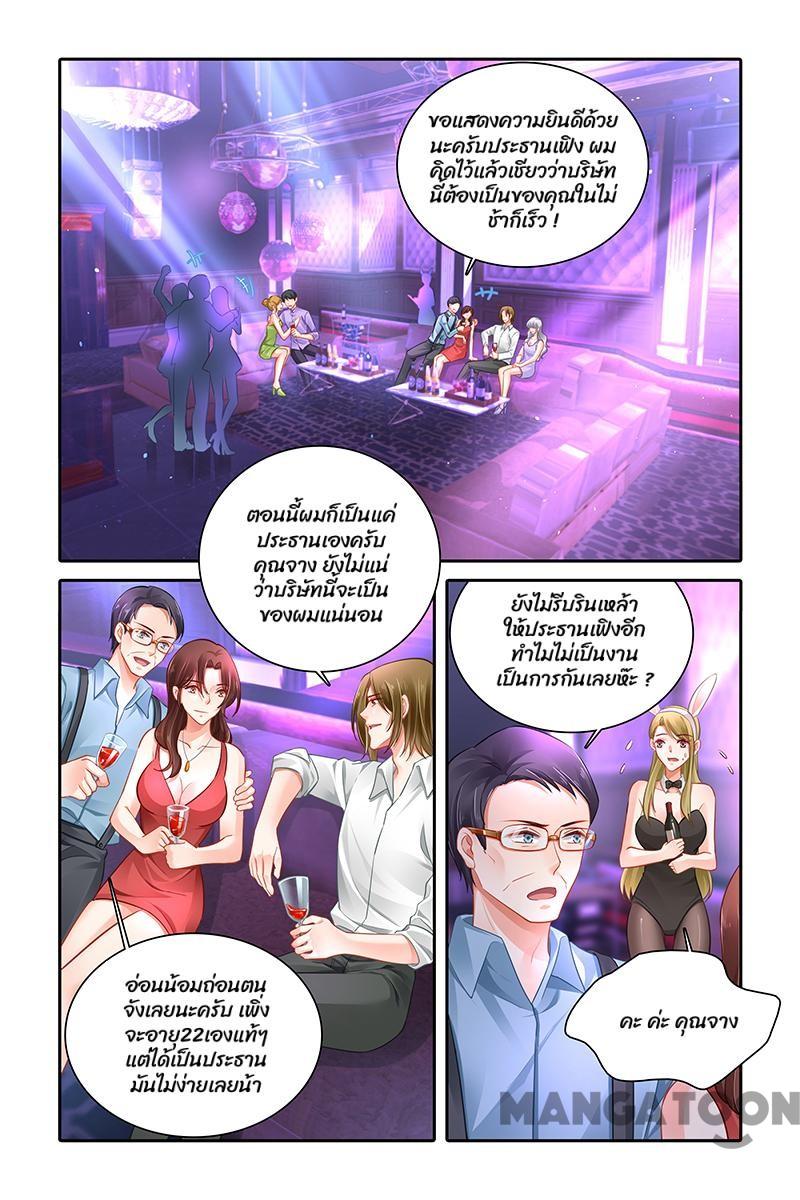 ขอแสดงความยินดีด้วย
นะครับประธานเฟิง ผม
คิดไว้แล้วเชียวว่าบริษัท
นี้ต้องเป็นของคุณในไม่
ช้าก็เร็ว !
ตอนนี้ผมก็เป็นแค่
ประธานเองครับ
คุณจาง ยังไม่แน่
ว่าบริษัทนี้จะเป็น
ของผมแน่นอน
อ่อนน้อมถ่อมตน
จังเลยนะครับ เพิ่ง
จะอายุ22เองแท้ๆ
แต่ได้เป็นประธาน
มันไม่ง่ายเลยน้า
ยังไม่รีบรินเหล้า
ให้ประธานเฟิงอีก
ทำไมไม่เป็นงาน
เป็นการกันเลยห๊ะ ?
คะ ค่ะ คุณจาง
MANGATOON